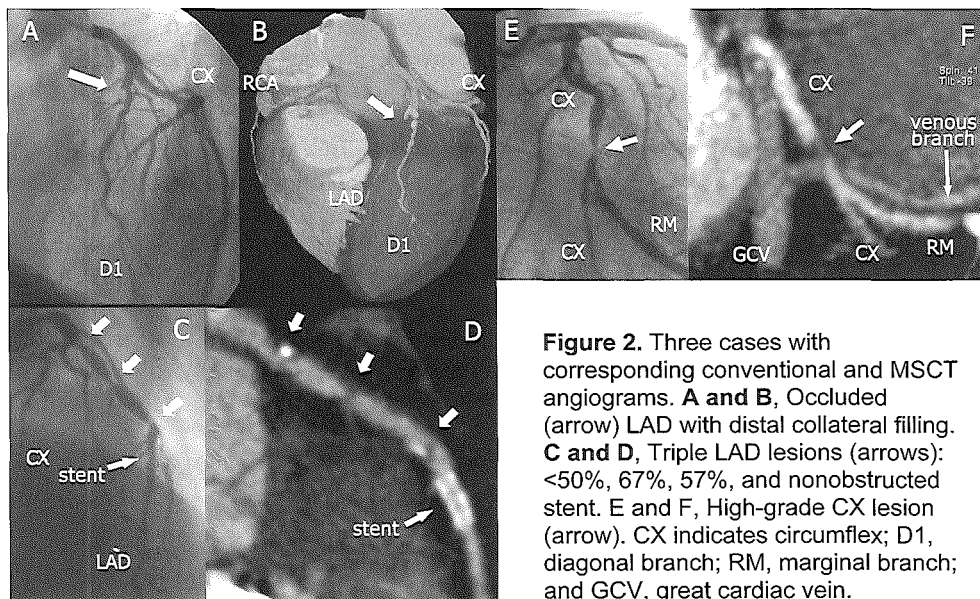 A
CX
D1
B
RCA
CX
LAD
D1
E
CX
RM
CX
F
CX
venous
branch
GCV
CX
RM
C
CX
stent
LAD
D
stent
Figure 2. Three cases with
corresponding conventional and MSCT
angiograms. A and B, Occluded
(arrow) LAD with distal collateral filling.
C and D, Triple LAD lesions (arrows):
<50%, 67%, 57%, and nonobstructed
stent. E and F, High-grade CX lesion
(arrow). CX indicates circumflex; D1,
diagonal branch; RM, marginal branch;
and GCV, great cardiac vein.